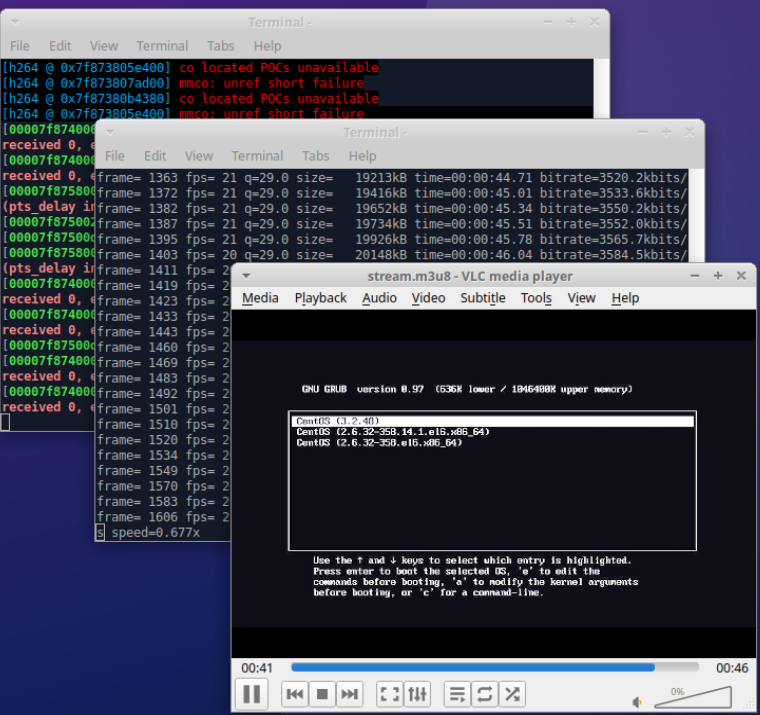 Terminal -
File Edit View Terminal Tabs Help
[h264 @ 0x7f873805e400] co located POCs unavailable
[h264 @ 0x7f873807ad00] mmco: unref short failure
[h264 @ 0x7f87380b4380] co located POCs unavailable
[h264 @ 0x7f873805e400] mmco: unref short failure
[00007f874000
received 0, e
[00007f874000
received 0, e
[00007f875800
(pts_delay in
[00007f875002
[00007f87500
[00007f875800
(pts_delay in
[00007f874000
received 0, e
[00007f874000
received 0, e
[00007f87500
[00007f874000
received 0, e
[00007f874000
received 0, e
Terminal -
File Edit View Terminal Tabs Help
frame= 1363 fps= 21 q=29.0 size= 19213kB time=00:00:44.71 bitrate=3520.2kbits/
frame= 1372 fps= 21 q=29.0 size= 19416kB time=00:00:45.01 bitrate=3533.6kbits/
frame= 1382 fps= 21 q=29.0 size= 19652kB time=00:00:45.34 bitrate=3550.2kbits/
frame= 1387 fps= 21 q=29.0 size= 19734kB time=00:00:45.51 bitrate=3552.0kbits/
frame= 1395 fps= 21 q=29.0 size= 19926kB time=00:00:45.78 bitrate=3565.7kbits/
frame= 1403 fps= 20 q=29.0 size= 20148kB time=00:00:46.04 bitrate=3584.5kbits/
frame= 1411 fps= 2
frame= 1419 fps= 2
frame= 1423 fps= 2
frame= 1433 fps= 2
frame= 1443 fps= 2
frame= 1460 fps= 2
frame= 1469 fps= 2
frame= 1483 fps= 2
frame= 1492 fps= 2
frame= 1501 fps= 2
frame= 1510 fps= 2
frame= 1520 fps= 2
frame= 1534 fps= 2
frame= 1549 fps= 2
frame= 1570 fps= 2
frame= 1583 fps= 2
frame= 1606 fps= 2
s speed=0.677x
stream.m3u8 - VLC media player
Media Playback Audio Video Subtitle Tools View Help
GNU GRUB version 0.97 (636K lower / 1046400K upper memory)
CentOS (3.2.40)
CentOS (2.6.32-358.14.1.el6.x86_64)
CentOS (2.6.32-358.el6.x86_64)
Use the ↑ and ↓ keys to select which entry is highlighted.
Press enter to boot the selected OS, 'e' to edit the
commands before booting, 'a' to modify the kernel arguments
before booting, or 'c' for a command-line.
00:41 00:46
0%